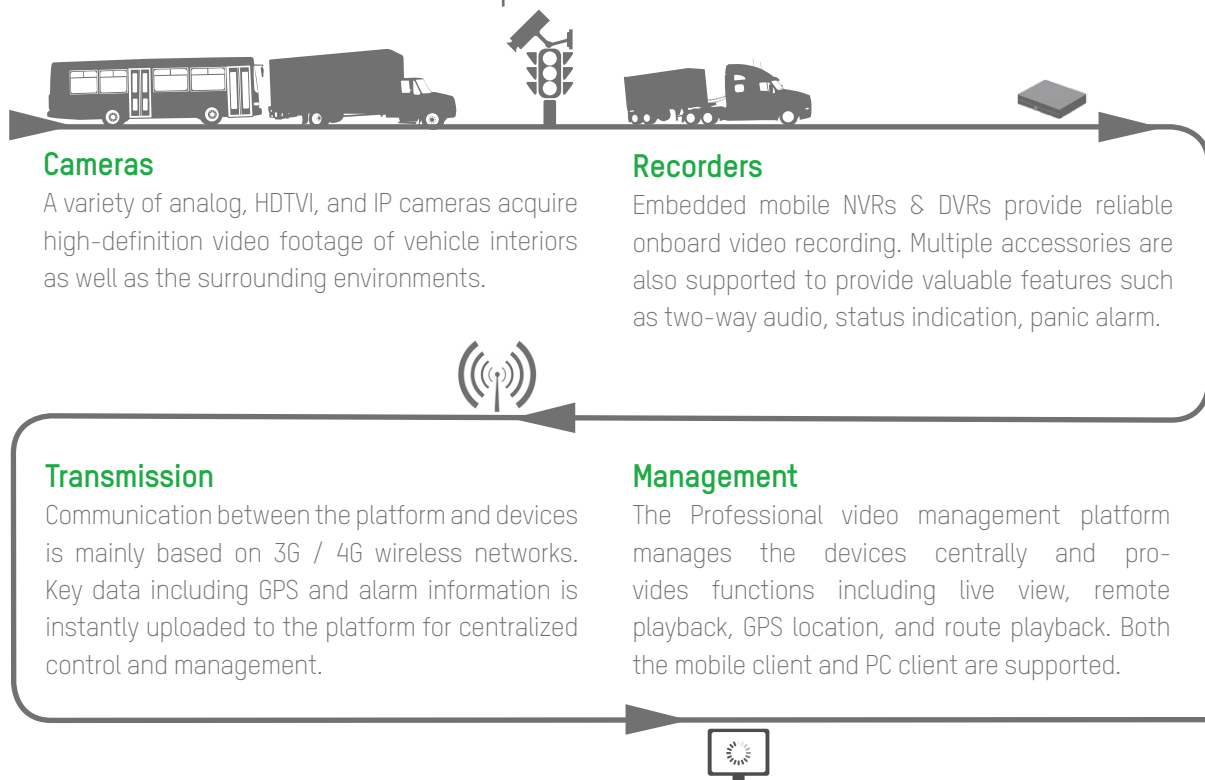 Cameras
A variety of analog, HDTVI, and IP cameras acquire
high-definition video footage of vehicle interiors
as well as the surrounding environments.
Recorders
Embedded mobile NVRs & DVRs provide reliable
onboard video recording. Multiple accessories are
also supported to provide valuable features such
as two-way audio, status indication, panic alarm.
Transmission
Communication between the platform and devices
is mainly based on 3G / 4G wireless networks.
Key data including GPS and alarm information is
instantly uploaded to the platform for centralized
control and management.
Management
The Professional video management platform
manages the devices centrally and pro-
vides functions including live view, remote
playback, GPS location, and route playback. Both
the mobile client and PC client are supported.